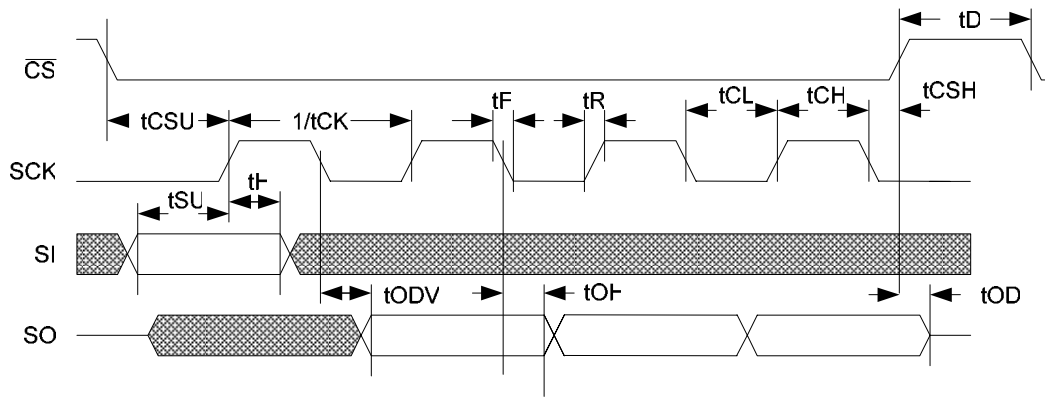 tD
CS
tCSU
1/tCK
tF
tR
tCL
tCH
tCSH
SCK
tSU
tH
SI
tODV
tOH
tOD
SO